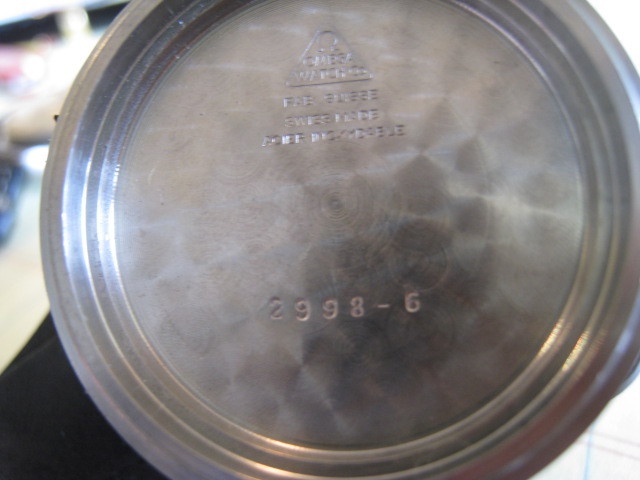 Ω
OMEGA
WATCH Co
FAB. SUISSE
SWISS MADE
ACIER INOXYDABLE
2998-6